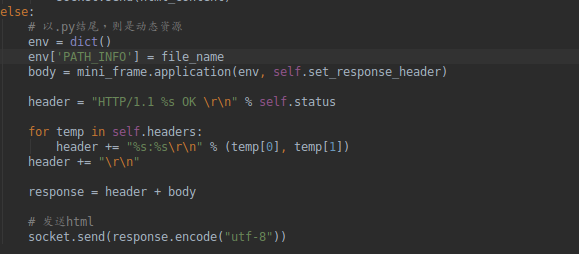 else:
# 以.py结尾，则是动态资源
env = dict()
env['PATH_INFO'] = file_name
body = mini_frame.application(env, self.set_response_header)
header = "HTTP/1.1 %s OK \r\n" % self.status
for temp in self.headers:
header += "%s:%s\r\n" % (temp[0], temp[1])
header += "\r\n"
response = header + body
# 发送html
socket.send(response.encode("utf-8"))